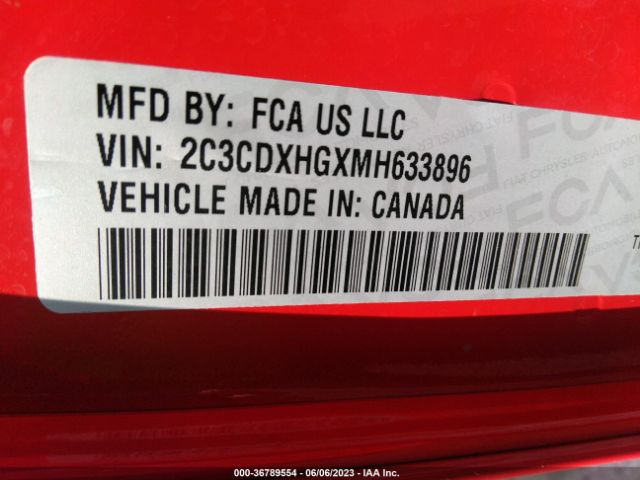 MFD BY: FCA US LLC
VIN: 2C3CDXHGXMH633896
VEHICLE MADE IN: CANADA
000-36789554 - 06/06/2023 - IAA Inc.